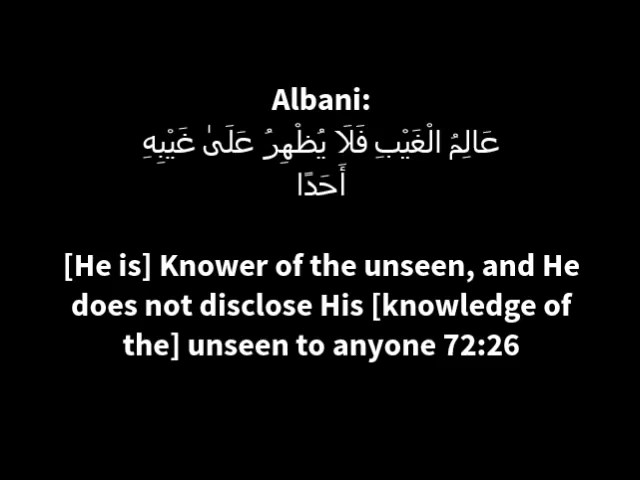 Albani:
عَالِمُ الْغَيْبِ فَلَا يُظْهِرُ عَلَىٰ غَيْبِهِ
أَحَدًا
[He is] Knower of the unseen, and He
does not disclose His [knowledge of
the] unseen to anyone 72:26